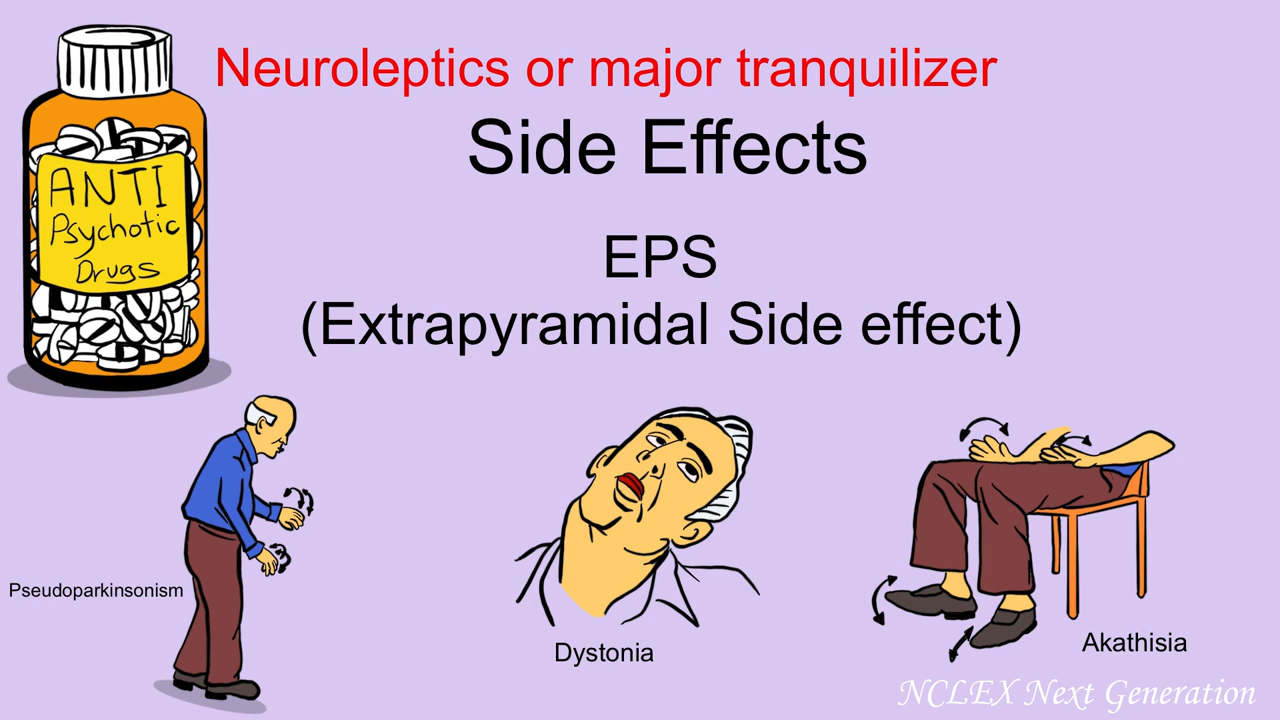 Neuroleptics or major tranquilizer
Side Effects
ANTI
Psychotic
Drugs
EPS
(Extrapyramidal Side effect)
Pseudoparkinsonism
Dystonia
Akathisia
NCLEX Next Generation